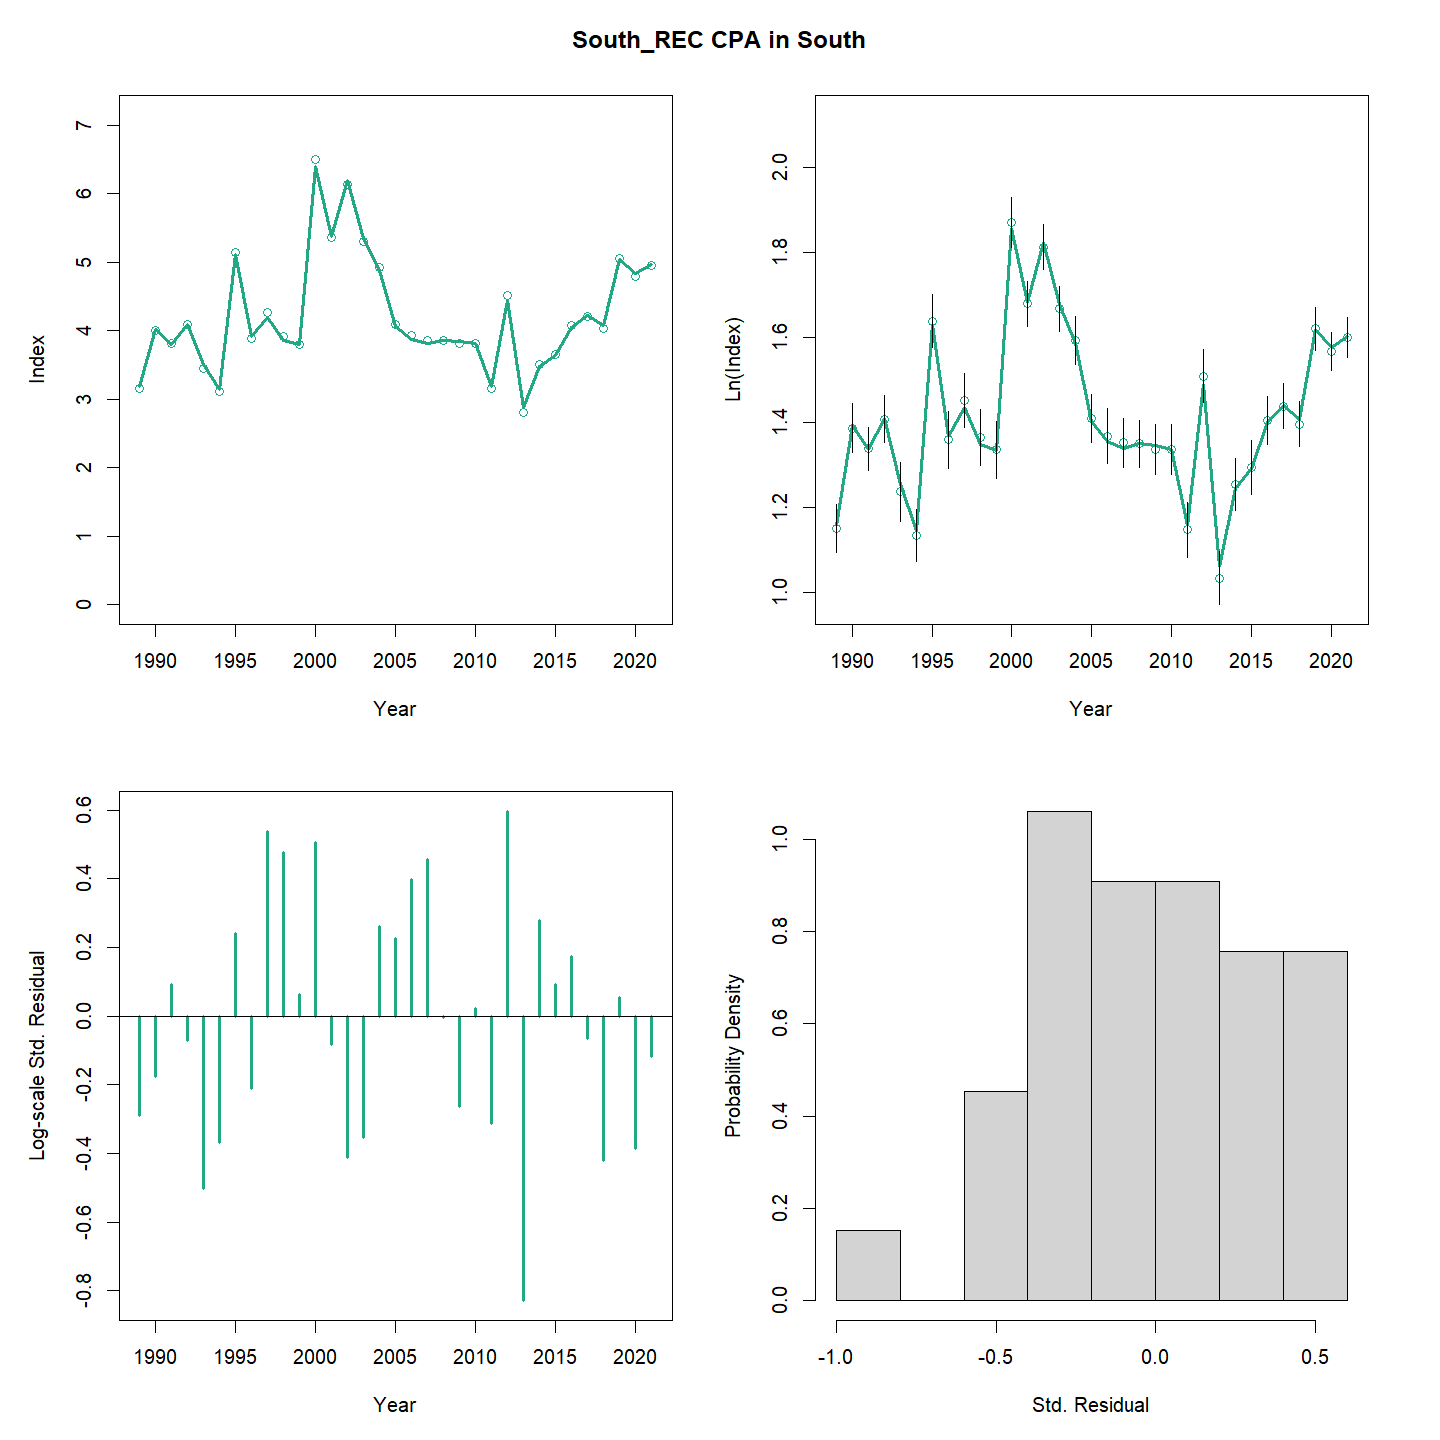 South_REC CPA in South
Index
7
6
5
4
3
2
1
0
1990 1995 2000 2005 2010 2015 2020
Year
Ln(Index)
2.0
1.8
1.6
1.4
1.2
1.0
1990 1995 2000 2005 2010 2015 2020
Year
Log-scale Std. Residual
0.6
0.4
0.2
0.0
-0.2
-0.4
-0.6
-0.8
1990 1995 2000 2005 2010 2015 2020
Year
Probability Density
1.0
0.8
0.6
0.4
0.2
0.0
-1.0 -0.5 0.0 0.5
Std. Residual